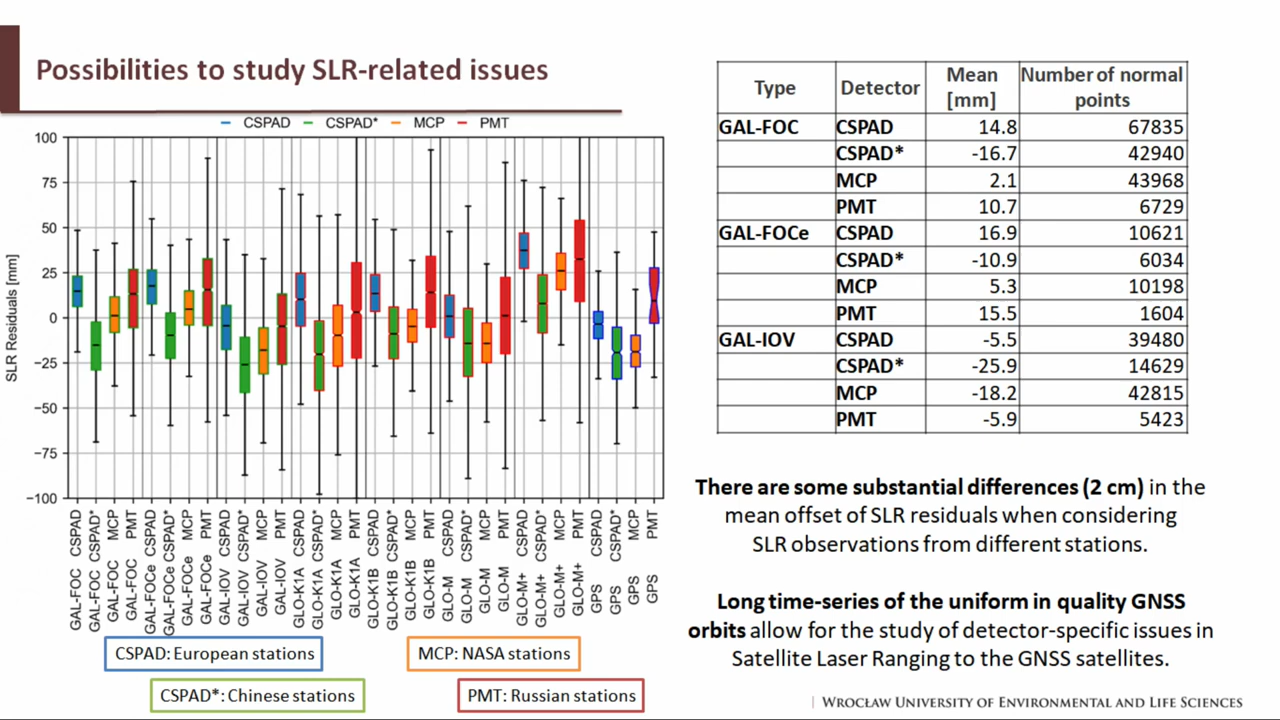 Possibilities to study SLR-related issues
CSPAD CSPAD* MCP PMT
SLR Residuals [mm]
100
75
50
25
0
−25
−50
−75
−100
GAL-FOC CSPAD
GAL-FOC CSPAD*
GAL-FOC MCP
GAL-FOC PMT
GAL-FOCe CSPAD
GAL-FOCe CSPAD*
GAL-FOCe MCP
GAL-FOCe PMT
GAL-IOV CSPAD
GAL-IOV CSPAD*
GAL-IOV MCP
GAL-IOV PMT
GLO-K1A CSPAD
GLO-K1A CSPAD*
GLO-K1A MCP
GLO-K1A PMT
GLO-K1B CSPAD
GLO-K1B CSPAD*
GLO-K1B MCP
GLO-K1B PMT
GLO-M CSPAD
GLO-M CSPAD*
GLO-M MCP
GLO-M PMT
GLO-M+ CSPAD
GLO-M+ CSPAD*
GLO-M+ MCP
GLO-M+ PMT
GPS CSPAD
GPS CSPAD*
GPS MCP
GPS PMT
CSPAD: European stations
MCP: NASA stations
CSPAD*: Chinese stations
PMT: Russian stations
Type Detector Mean [mm] Number of normal points
GAL-FOC CSPAD 14.8 67835
CSPAD* -16.7 42940
MCP 2.1 43968
PMT 10.7 6729
GAL-FOCe CSPAD 16.9 10621
CSPAD* -10.9 6034
MCP 5.3 10198
PMT 15.5 1604
GAL-IOV CSPAD -5.5 39480
CSPAD* -25.9 14629
MCP -18.2 42815
PMT -5.9 5423
There are some substantial differences (2 cm) in the
mean offset of SLR residuals when considering
SLR observations from different stations.
Long time-series of the uniform in quality GNSS
orbits allow for the study of detector-specific issues in
Satellite Laser Ranging to the GNSS satellites.
WROCŁAW UNIVERSITY OF ENVIRONMENTAL AND LIFE SCIENCES